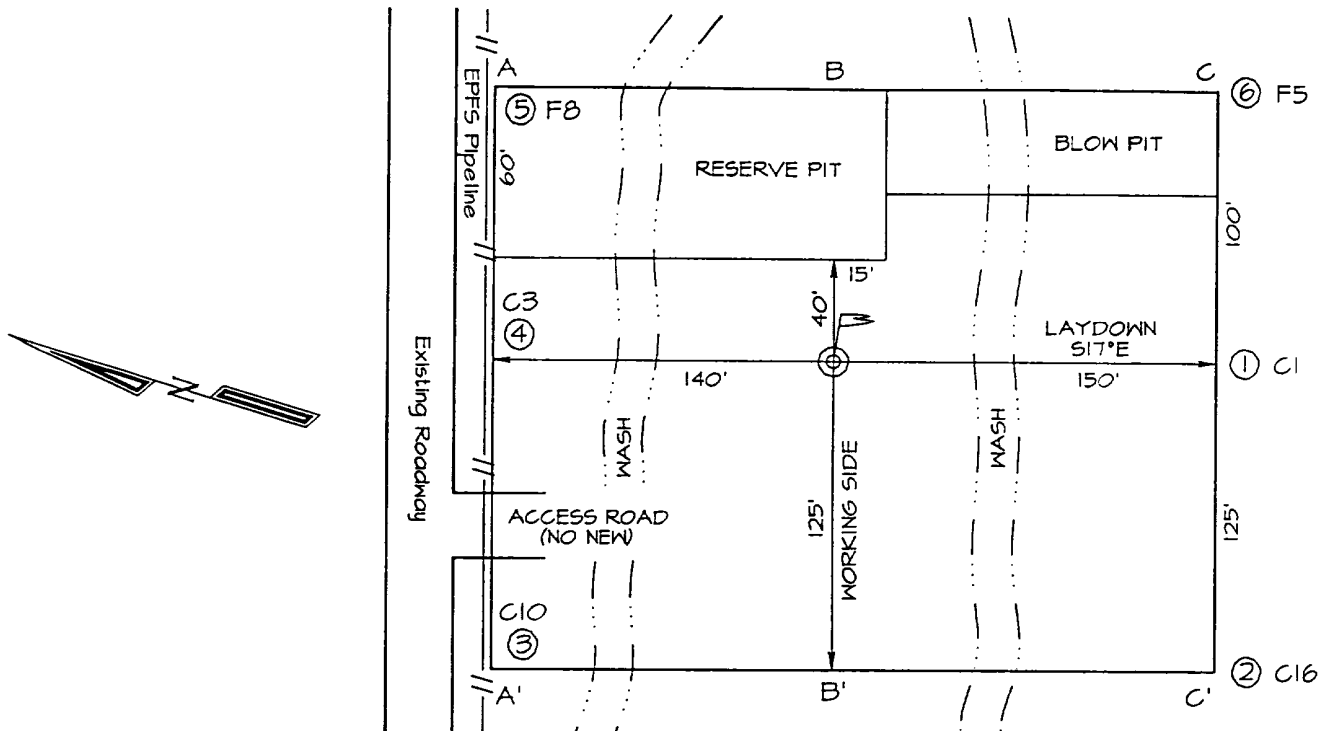 A
B
C
⑤ F8
⑥ F5
EPFS Pipeline
60'
RESERVE PIT
BLOW PIT
100'
15'
40'
C3
④
LAYDOWN
S17°E
① C1
140'
150'
N
Existing Roadway
WASH
WASH
WORKING SIDE
125'
125'
ACCESS ROAD
(NO NEW)
C10
③
② C16
A'
B'
C'